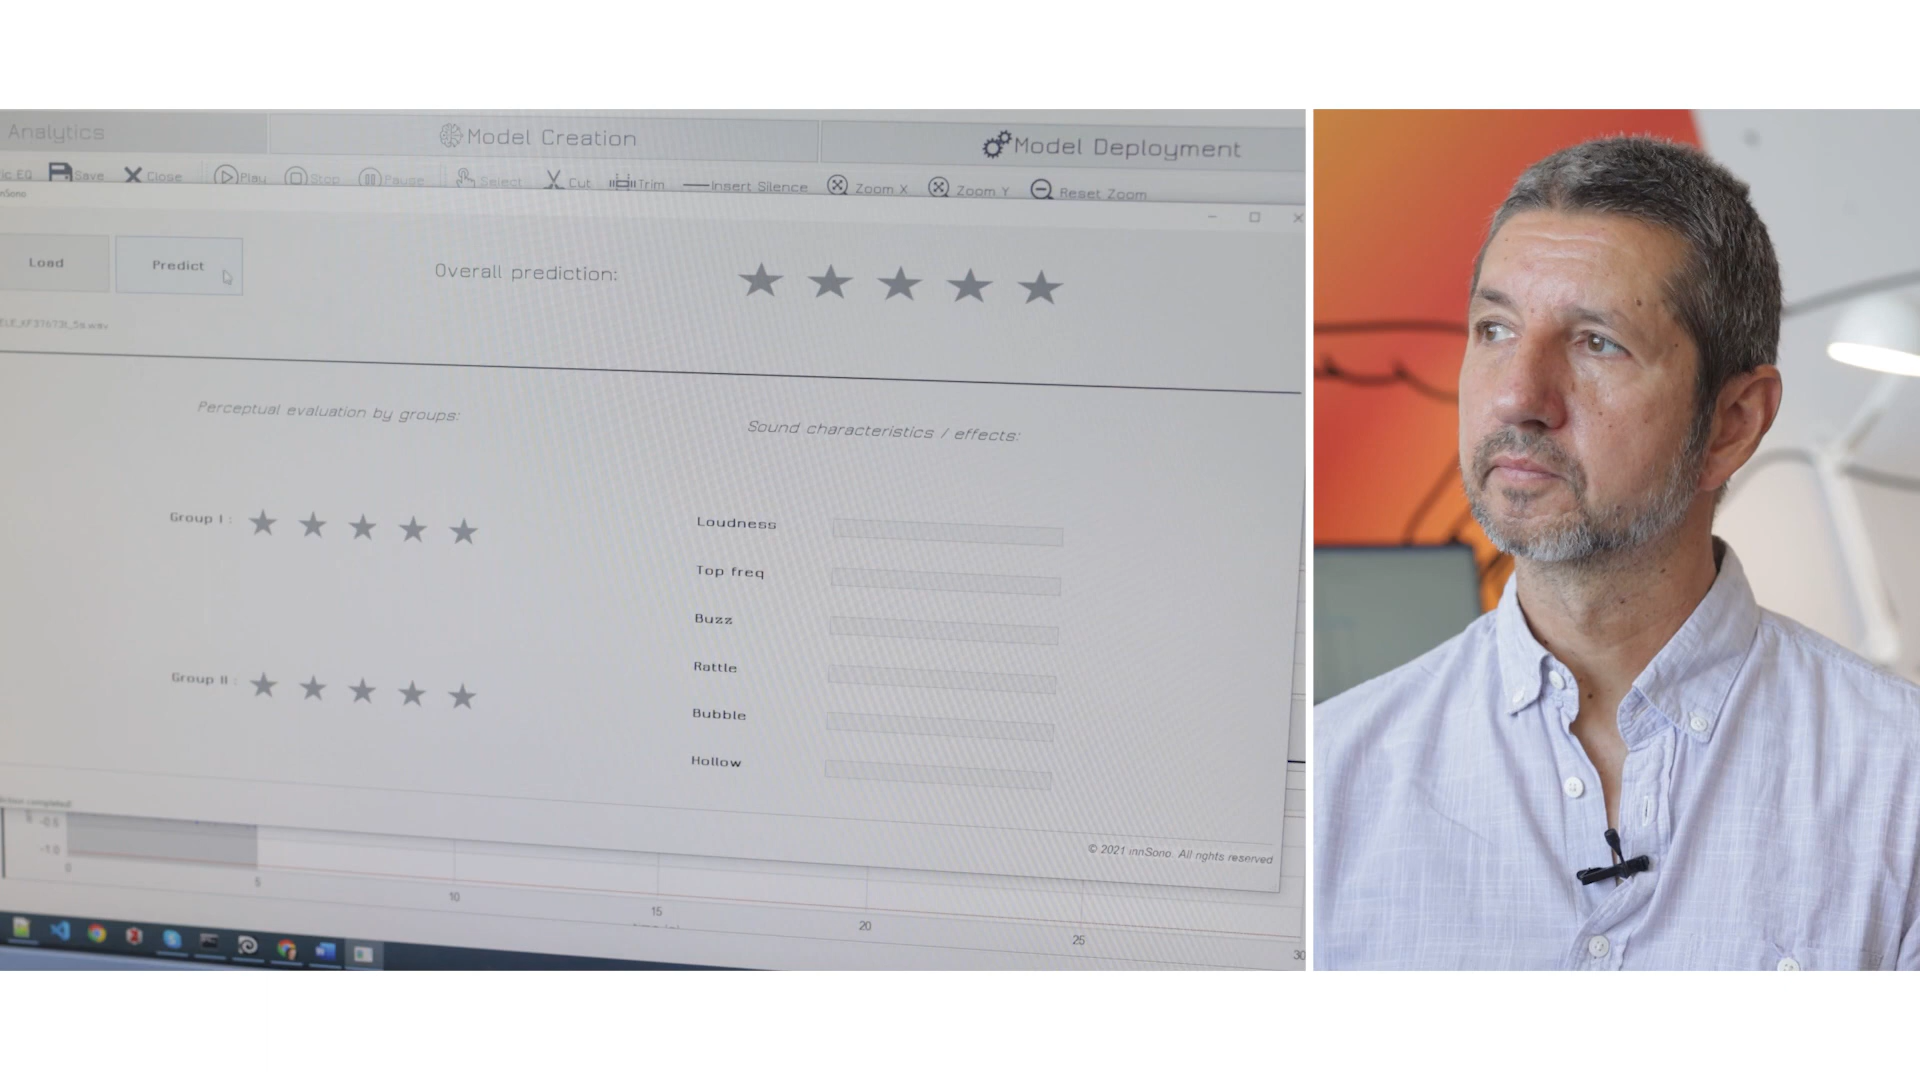 Analytics
Model Creation
Model Deployment
ic EQ Save Close Play Stop Pause Select Cut Trim Insert Silence Zoom X Zoom Y Reset Zoom
Load
Predict
Overall prediction:
Perceptual evaluation by groups:
Sound characteristics / effects:
Group I :
Group II :
Loudness
Top freq
Buzz
Rattle
Bubble
Hollow
-0.5
-1.0
0
5
10
15
20
25
30
© 2021 innSono. All rights reserved